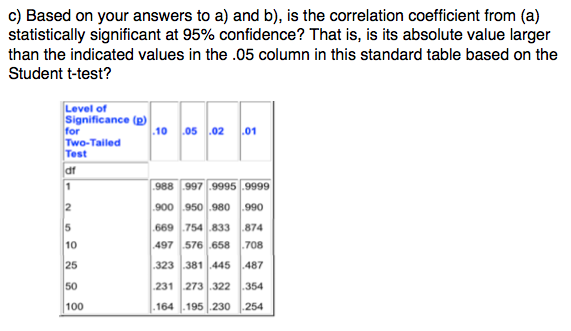 c) Based on your answers to a) and b), is the correlation coefficient from (a)
statistically significant at 95% confidence? That is, is its absolute value larger
than the indicated values in the .05 column in this standard table based on the
Student t-test?
Level of
Significance (p)
for
Two-Tailed
Test
.10 .05 .02 .01
df
1 .988 .997 .9995 .9999
2 .900 .950 .980 .990
5 .669 .754 .833 .874
10 .497 .576 .658 .708
25 .323 .381 .445 .487
50 .231 .273 .322 .354
100 .164 .195 .230 .254